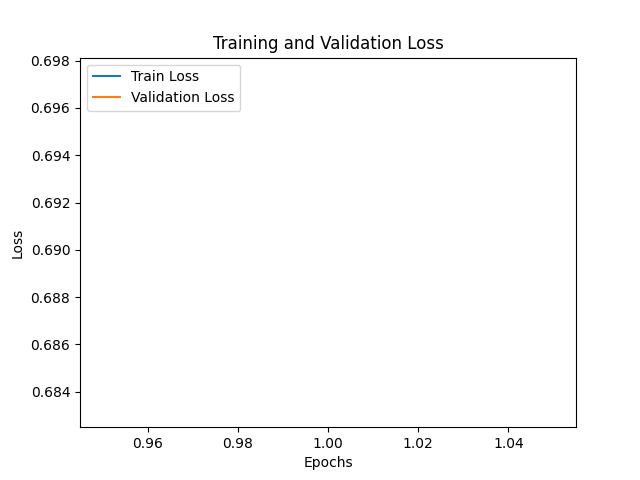 Training and Validation Loss
Train Loss
Validation Loss
0.698
0.696
0.694
0.692
0.690
0.688
0.686
0.684
Loss
0.96 0.98 1.00 1.02 1.04
Epochs